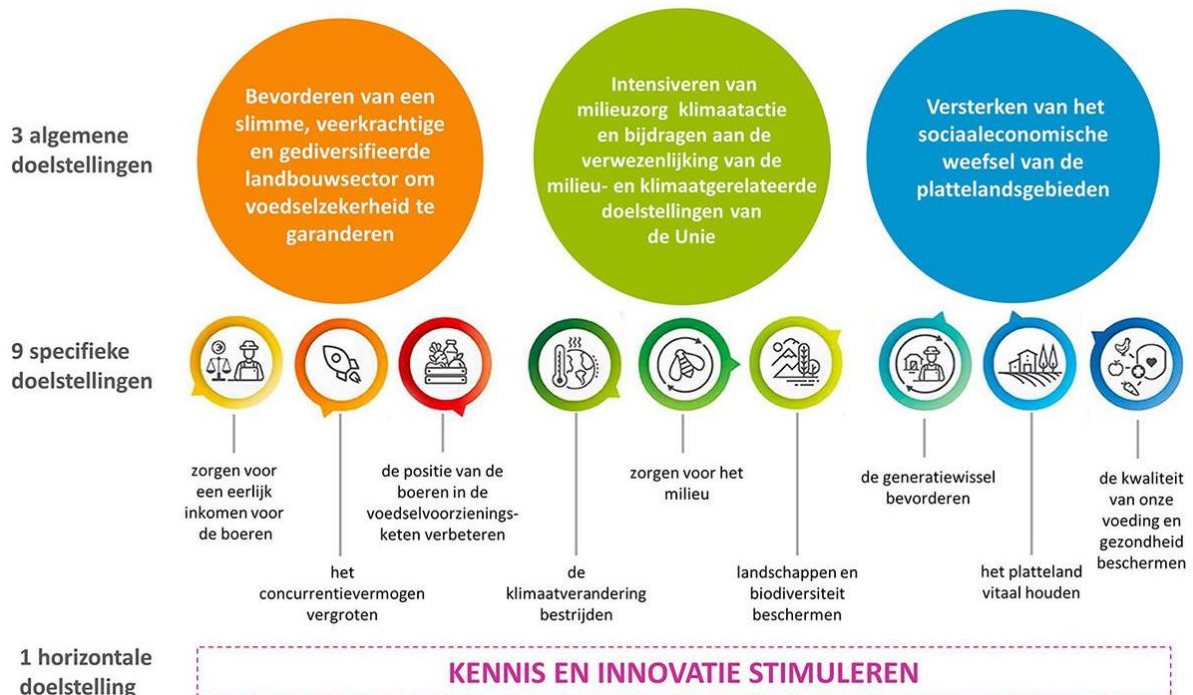 3 algemene
doelstellingen
Bevorderen van een
slimme, veerkrachtige
en gediversifieerde
landbouwsector om
voedselzekerheid te
garanderen
Intensiveren van
milieuzorg klimaatactie
en bijdragen aan de
verwezenlijking van de
milieu- en klimaatgerelateerde
doelstellingen van
de Unie
Versterken van het
sociaaleconomische
weefsel van de
plattelandsgebieden
9 specifieke
doelstellingen
zorgen voor
een eerlijk
inkomen voor
de boeren
het
concurrentievermogen
vergroten
de positie van de
boeren in de
voedselvoorzienings-
keten verbeteren
de
klimaatverandering
bestrijden
zorgen voor het
milieu
landschappen en
biodiversiteit
beschermen
de generatiewissel
bevorderen
het platteland
vitaal houden
de kwaliteit
van onze
voeding en
gezondheid
beschermen
1 horizontale
doelstelling
KENNIS EN INNOVATIE STIMULEREN